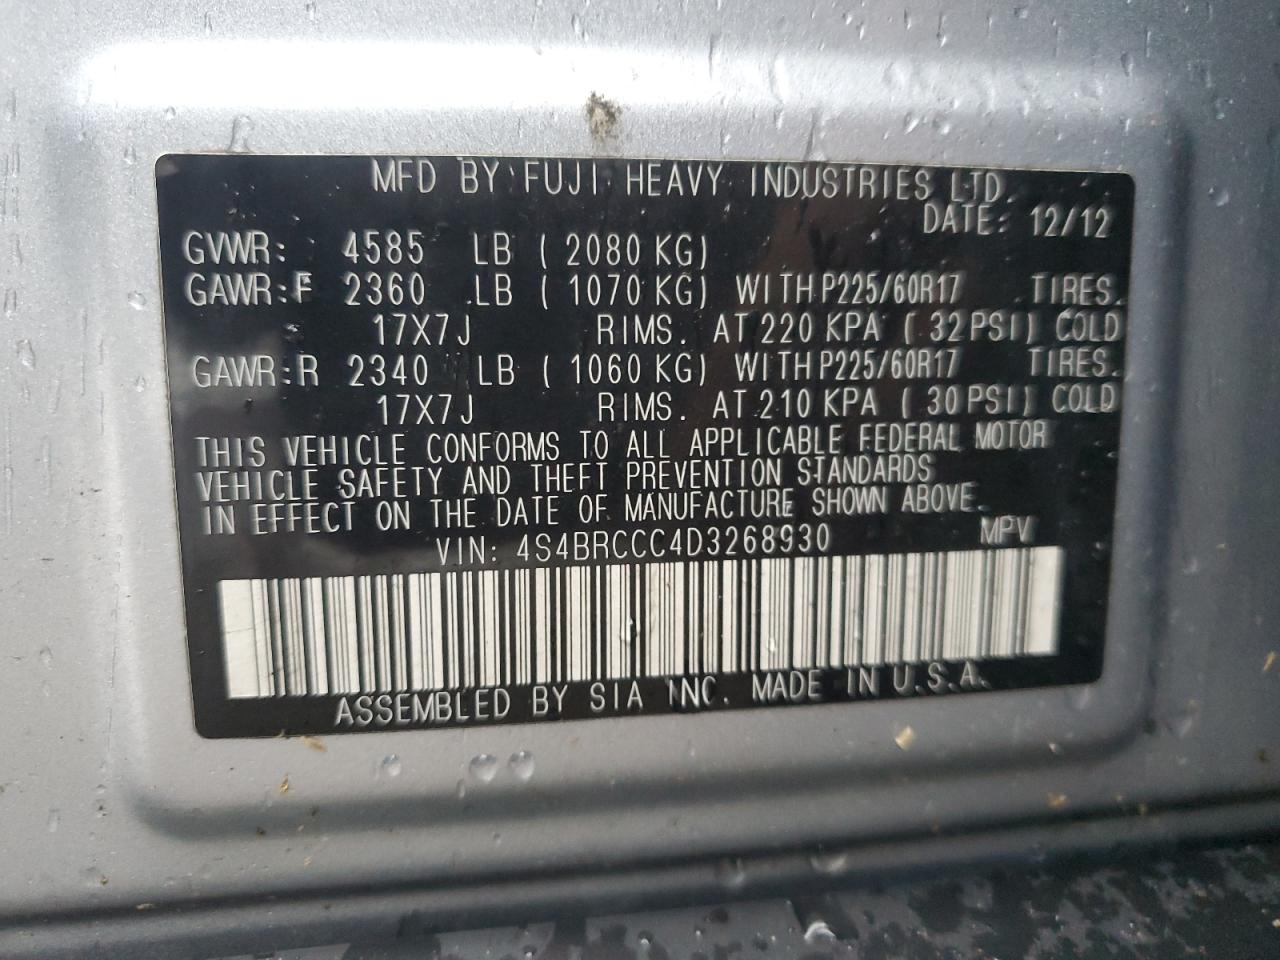 MFD BY FUJI HEAVY INDUSTRIES LTD.
DATE: 12/12
GVWR: 4585 LB ( 2080 KG)
GAWR:F 2360 LB ( 1070 KG) WITH P225/60R17 TIRES.
17X7J RIMS. AT 220 KPA ( 32 PSI) COLD
GAWR:R 2340 LB ( 1060 KG) WITH P225/60R17 TIRES.
17X7J RIMS. AT 210 KPA ( 30 PSI) COLD
THIS VEHICLE CONFORMS TO ALL APPLICABLE FEDERAL MOTOR
VEHICLE SAFETY AND THEFT PREVENTION STANDARDS
IN EFFECT ON THE DATE OF MANUFACTURE SHOWN ABOVE.
VIN: 4S4BRCCC4D3268930 MPV
ASSEMBLED BY SIA INC. MADE IN U.S.A.